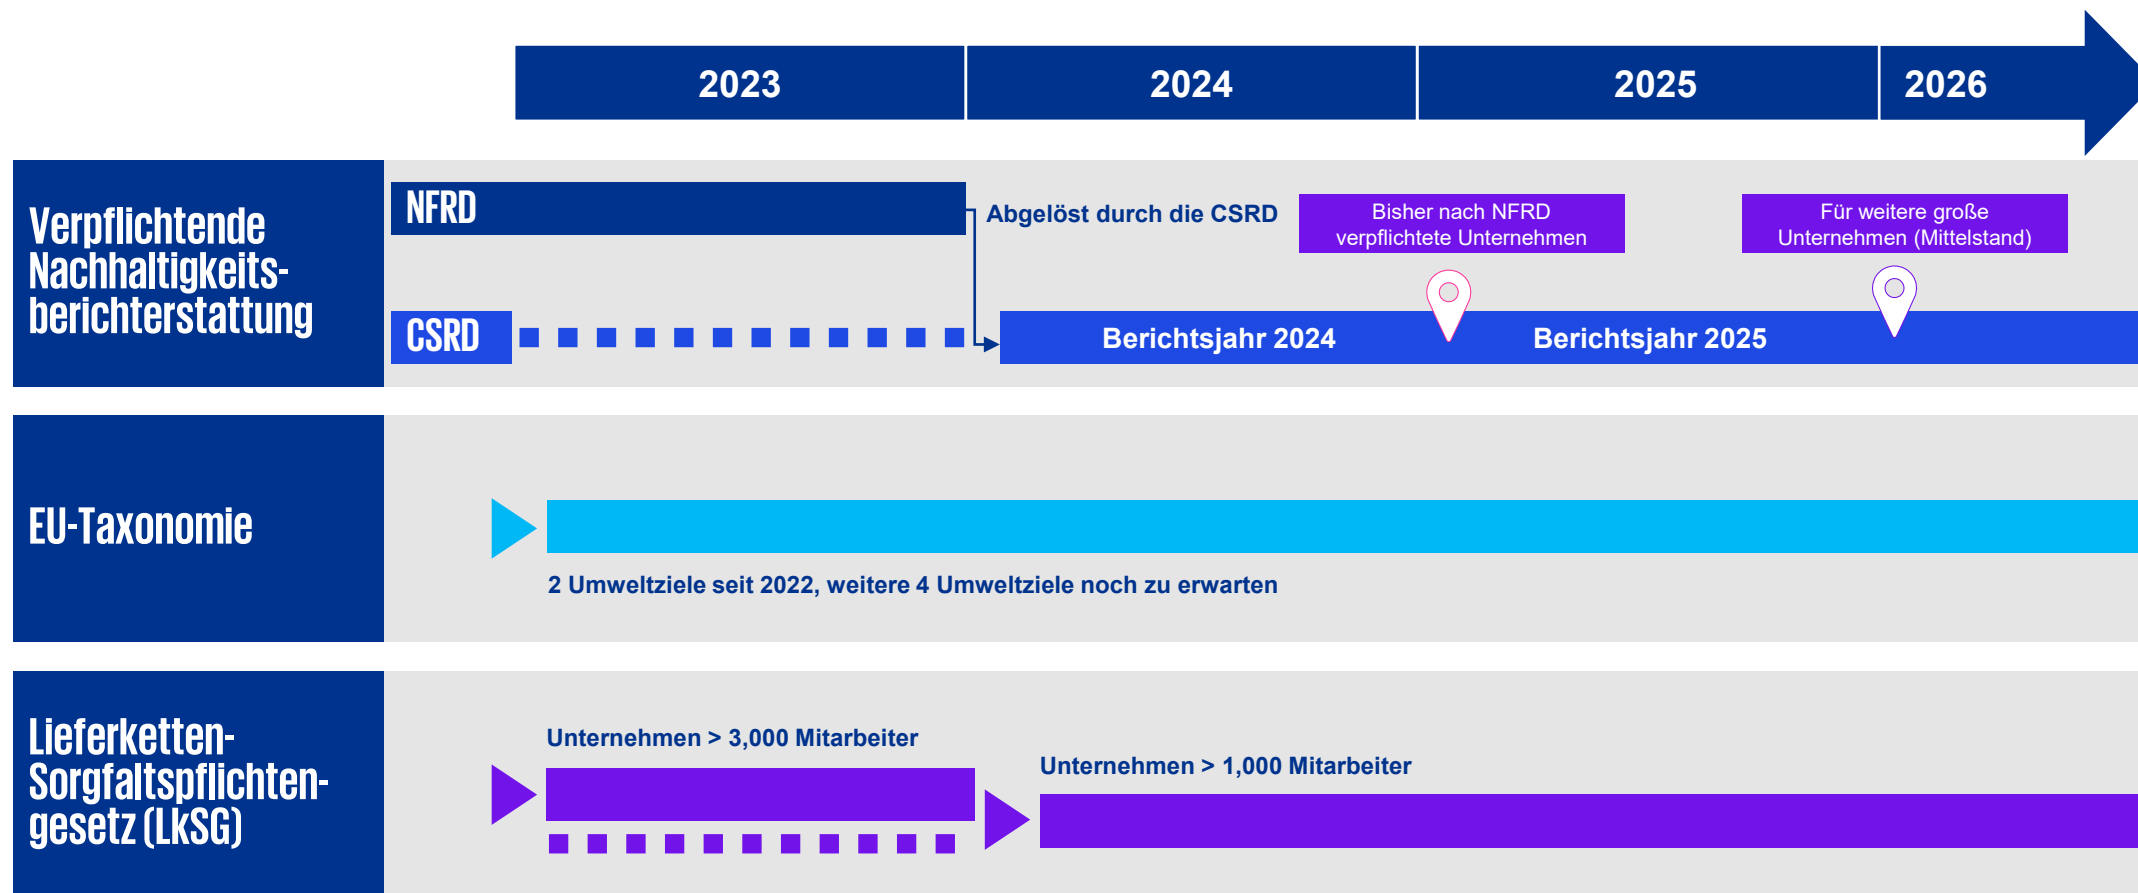 2023
2024
2025
2026
Verpflichtende
Nachhaltigkeits-
berichterstattung
NFRD
Abgelöst durch die CSRD
Bisher nach NFRD
verpflichtete Unternehmen
Für weitere große
Unternehmen (Mittelstand)
CSRD
Berichtsjahr 2024
Berichtsjahr 2025
EU-Taxonomie
2 Umweltziele seit 2022, weitere 4 Umweltziele noch zu erwarten
Lieferketten-
Sorgfaltspflichten-
gesetz (LkSG)
Unternehmen > 3,000 Mitarbeiter
Unternehmen > 1,000 Mitarbeiter